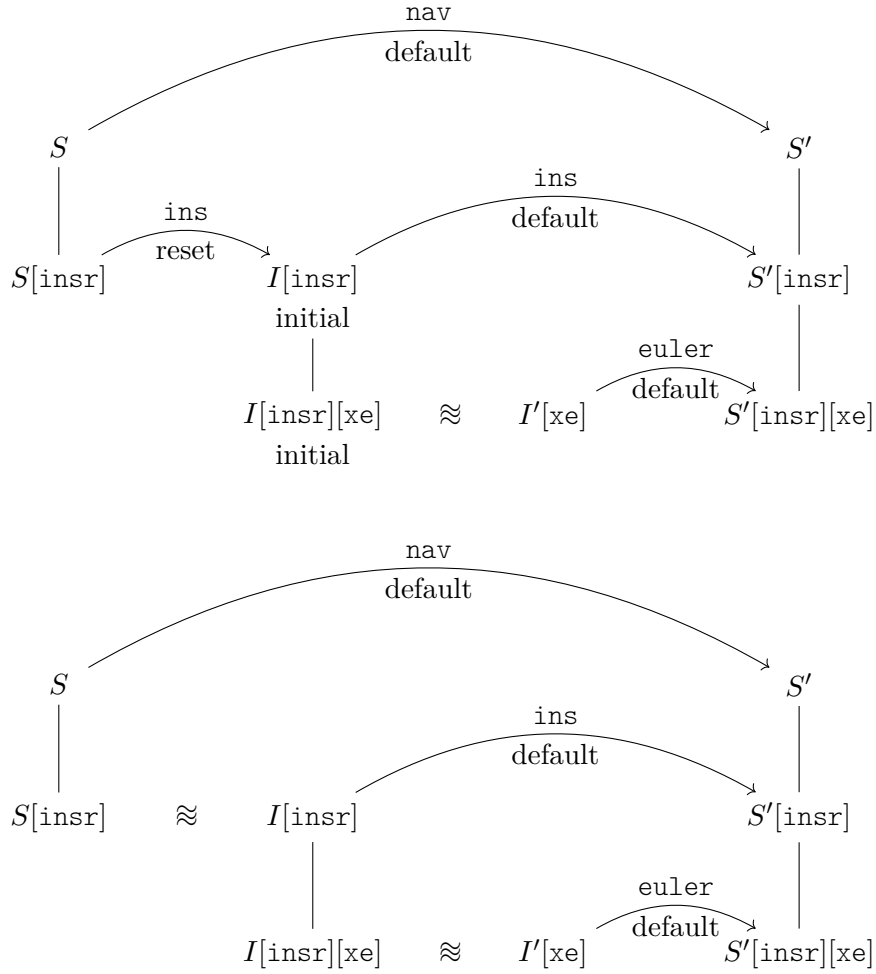 nav
default
S S′
ins ins
reset default
S[insr] I[insr] S′[insr]
initial
euler
default
I[insr][xe] ≋ I′[xe] S′[insr][xe]
initial
nav
default
S S′
ins
default
S[insr] ≋ I[insr] S′[insr]
euler
default
I[insr][xe] ≋ I′[xe] S′[insr][xe]